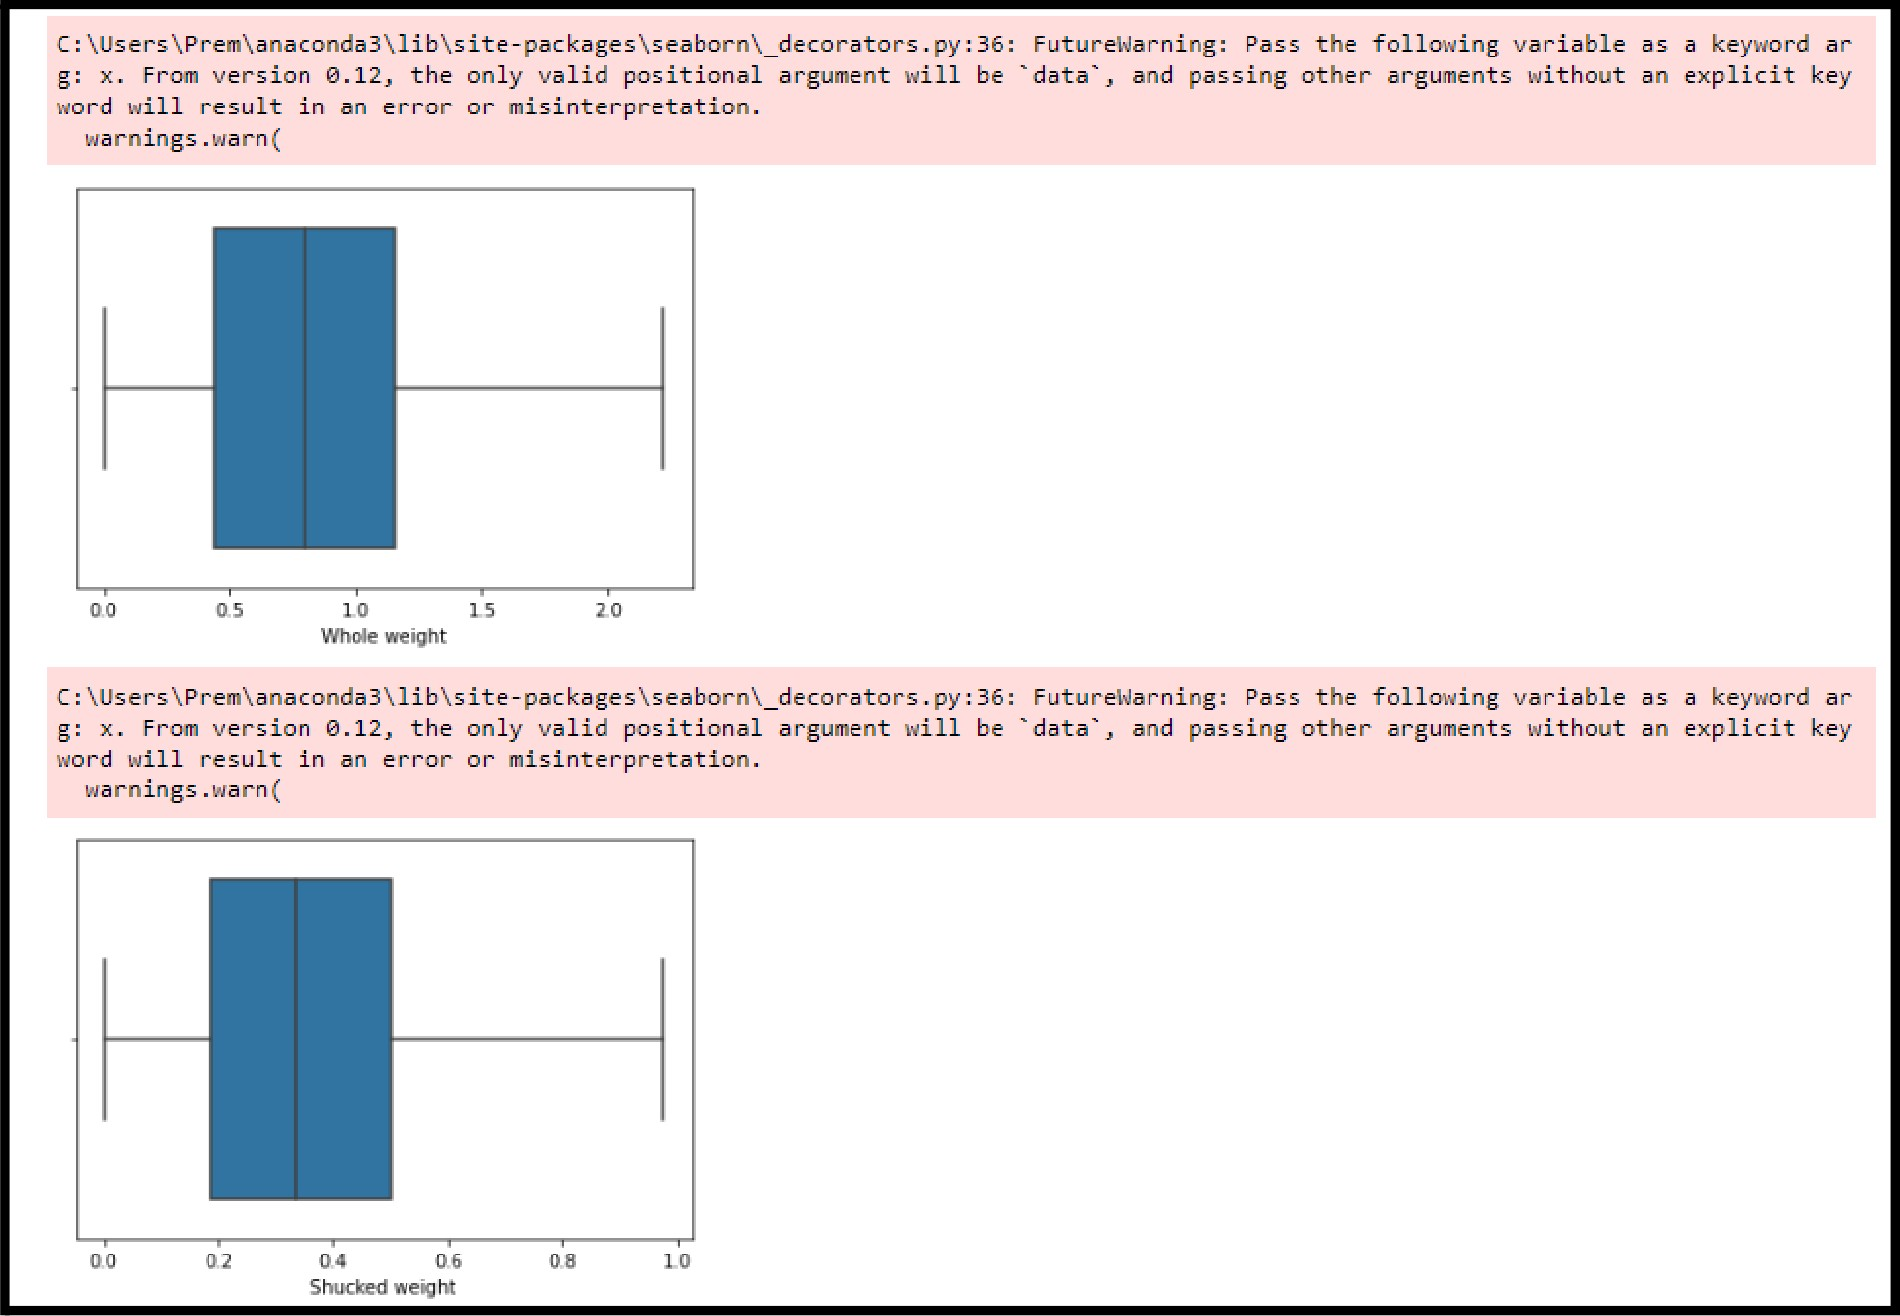 C:\Users\Prem\anaconda3\lib\site-packages\seaborn\_decorators.py:36: FutureWarning: Pass the following variable as a keyword ar
g: x. From version 0.12, the only valid positional argument will be `data`, and passing other arguments without an explicit key
word will result in an error or misinterpretation.
  warnings.warn(
0.0 0.5 1.0 1.5 2.0
Whole weight
C:\Users\Prem\anaconda3\lib\site-packages\seaborn\_decorators.py:36: FutureWarning: Pass the following variable as a keyword ar
g: x. From version 0.12, the only valid positional argument will be `data`, and passing other arguments without an explicit key
word will result in an error or misinterpretation.
  warnings.warn(
0.0 0.2 0.4 0.6 0.8 1.0
Shucked weight